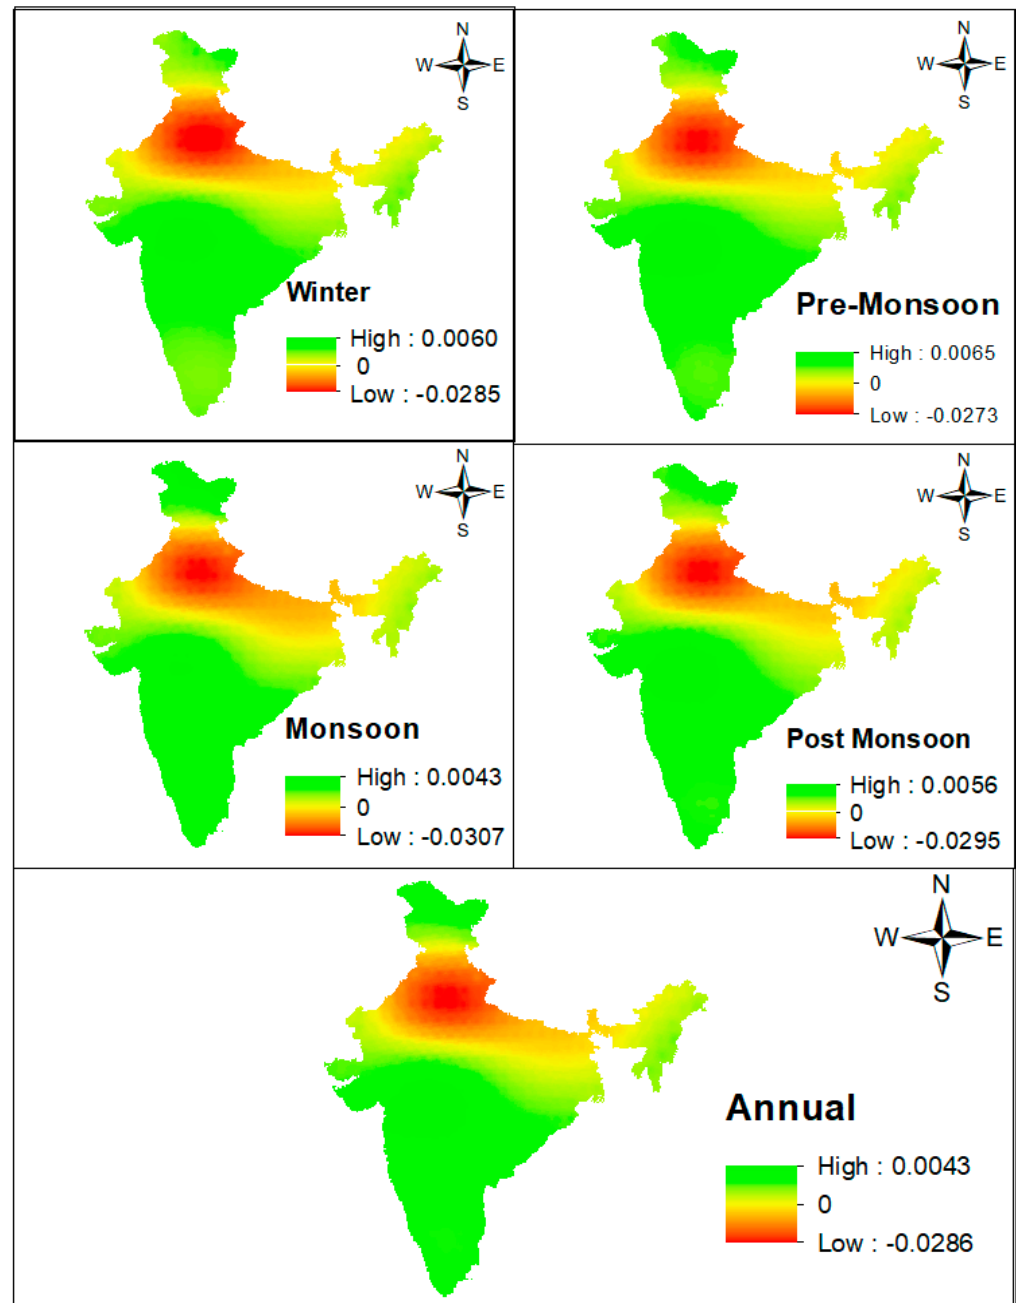 N
W E
S
Winter
High : 0.0060
0
Low : -0.0285
N
W E
S
Pre-Monsoon
High : 0.0065
0
Low : -0.0273
N
W E
S
Monsoon
High : 0.0043
0
Low : -0.0307
N
W E
S
Post Monsoon
High : 0.0056
0
Low : -0.0295
N
W E
S
Annual
High : 0.0043
0
Low : -0.0286